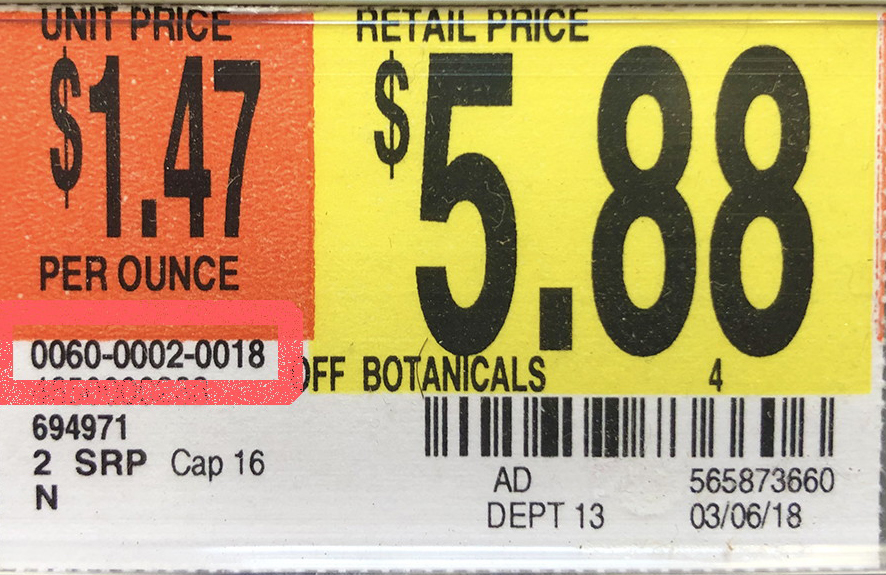 UNIT PRICE
$1.47
PER OUNCE
RETAIL PRICE
$5.88
0060-0002-0018
OFF BOTANICALS 4
694971
2 SRP Cap 16
N
AD 565873660
DEPT 13 03/06/18